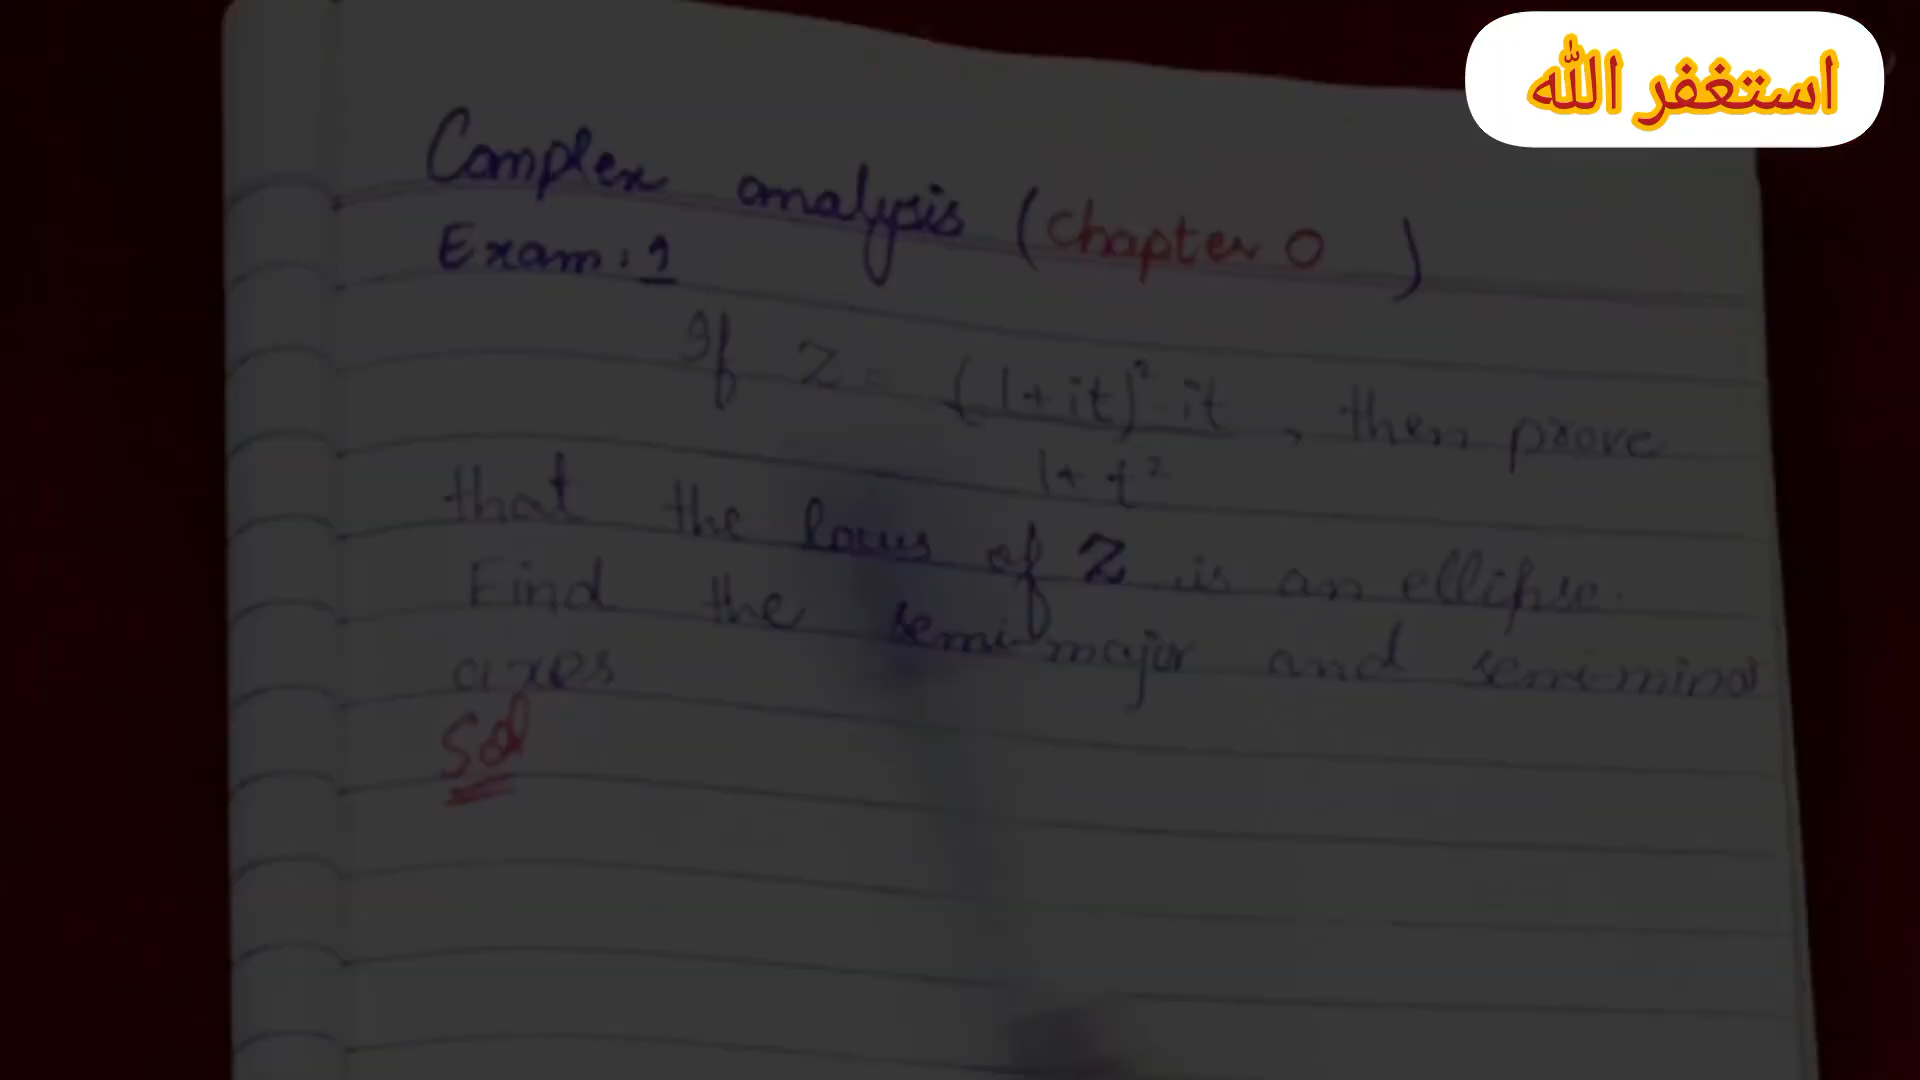 استغفر الله
Complex analysis (Chapter 0 )
Exam: 1
If Z = (1+it)² - it , then prove
1+ t²
that the locus of Z is an ellipse.
Find the semi-major and semi-minor
axes
Sol